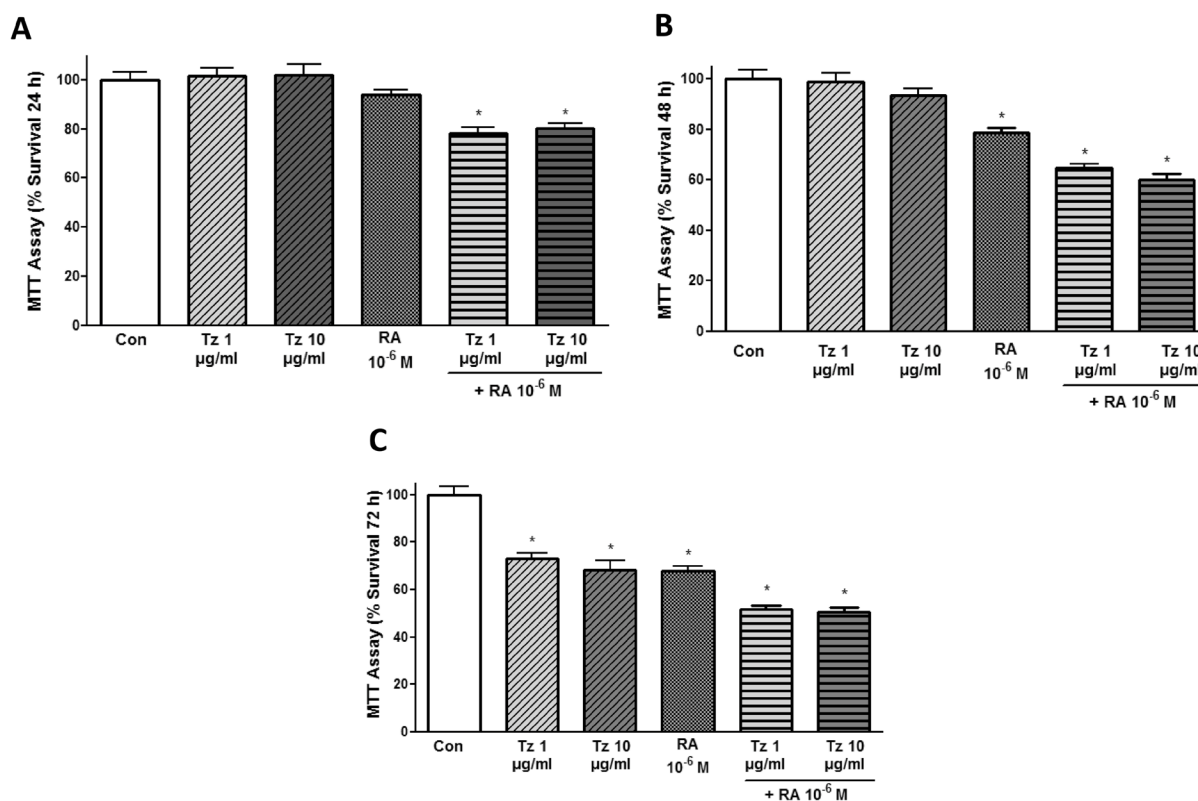 A
MTT Assay (% Survival 24 h)
100
80
60
40
20
0
*
*
Con
Tz 1
µg/ml
Tz 10
µg/ml
RA
10⁻⁶ M
Tz 1
µg/ml
Tz 10
µg/ml
+ RA 10⁻⁶ M
B
MTT Assay (% Survival 48 h)
100
80
60
40
20
0
*
*
*
Con
Tz 1
µg/ml
Tz 10
µg/ml
RA
10⁻⁶ M
Tz 1
µg/ml
Tz 10
µg/ml
+ RA 10⁻⁶ M
C
MTT Assay (% Survival 72 h)
100
80
60
40
20
0
*
*
*
*
*
Con
Tz 1
µg/ml
Tz 10
µg/ml
RA
10⁻⁶ M
Tz 1
µg/ml
Tz 10
µg/ml
+ RA 10⁻⁶ M